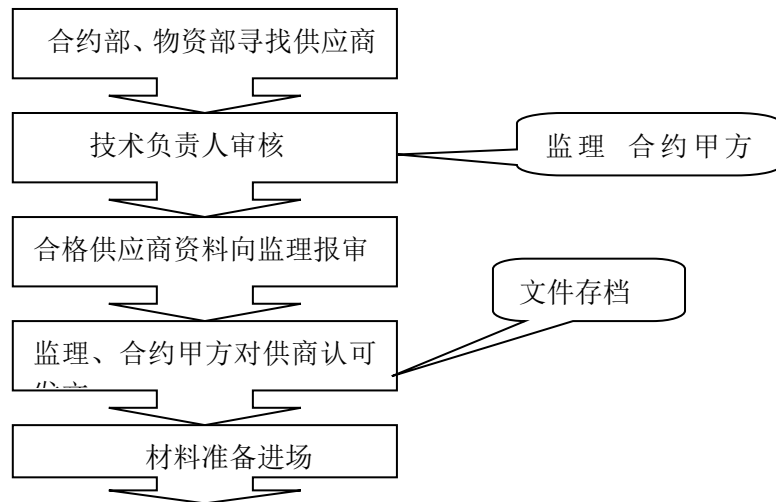 合约部、物资部寻找供应商
技术负责人审核
监理 合约甲方
合格供应商资料向监理报审
文件存档
监理、合约甲方对供商认可
材料准备进场